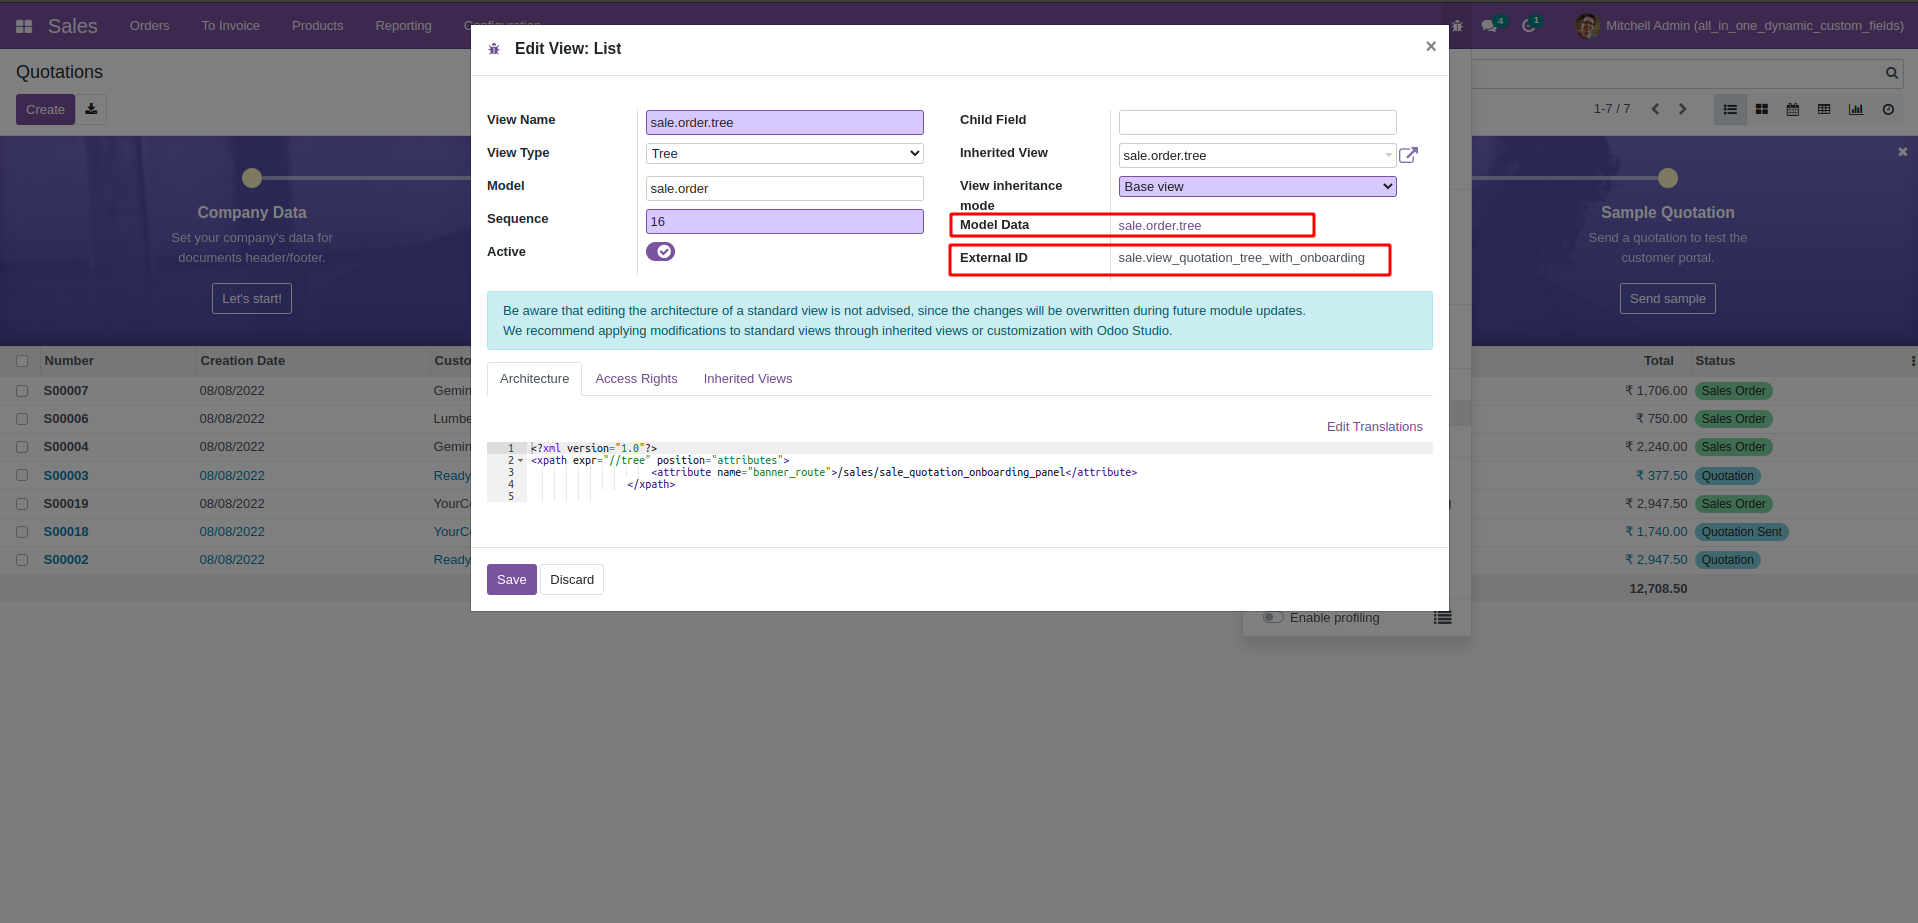 Sales
Orders
To Invoice
Products
Reporting
4
1
Mitchell Admin (all_in_one_dynamic_custom_fields)
Quotations
Create
1-7 / 7
Edit View: List
×
View Name
sale.order.tree
View Type
Tree
Model
sale.order
Sequence
16
Active
Child Field
Inherited View
sale.order.tree
View inheritance
mode
Base view
Model Data
sale.order.tree
External ID
sale.view_quotation_tree_with_onboarding
Be aware that editing the architecture of a standard view is not advised, since the changes will be overwritten during future module updates.
We recommend applying modifications to standard views through inherited views or customization with Odoo Studio.
Architecture
Access Rights
Inherited Views
Edit Translations
1 <?xml version="1.0"?>
2 <xpath expr="//tree" position="attributes">
3 <attribute name="banner_route">/sales/sale_quotation_onboarding_panel</attribute>
4 </xpath>
5
Save
Discard
Company Data
Set your company's data for
documents header/footer.
Let's start!
Sample Quotation
Send a quotation to test the
customer portal.
Send sample
Number Creation Date Custo Total Status
S00007 08/08/2022 Gemin ₹ 1,706.00 Sales Order
S00006 08/08/2022 Lumbe ₹ 750.00 Sales Order
S00004 08/08/2022 Gemin ₹ 2,240.00 Sales Order
S00003 08/08/2022 Ready ₹ 377.50 Quotation
S00019 08/08/2022 YourCo ₹ 2,947.50 Sales Order
S00018 08/08/2022 YourCo ₹ 1,740.00 Quotation Sent
S00002 08/08/2022 Ready ₹ 2,947.50 Quotation
12,708.50
Enable profiling